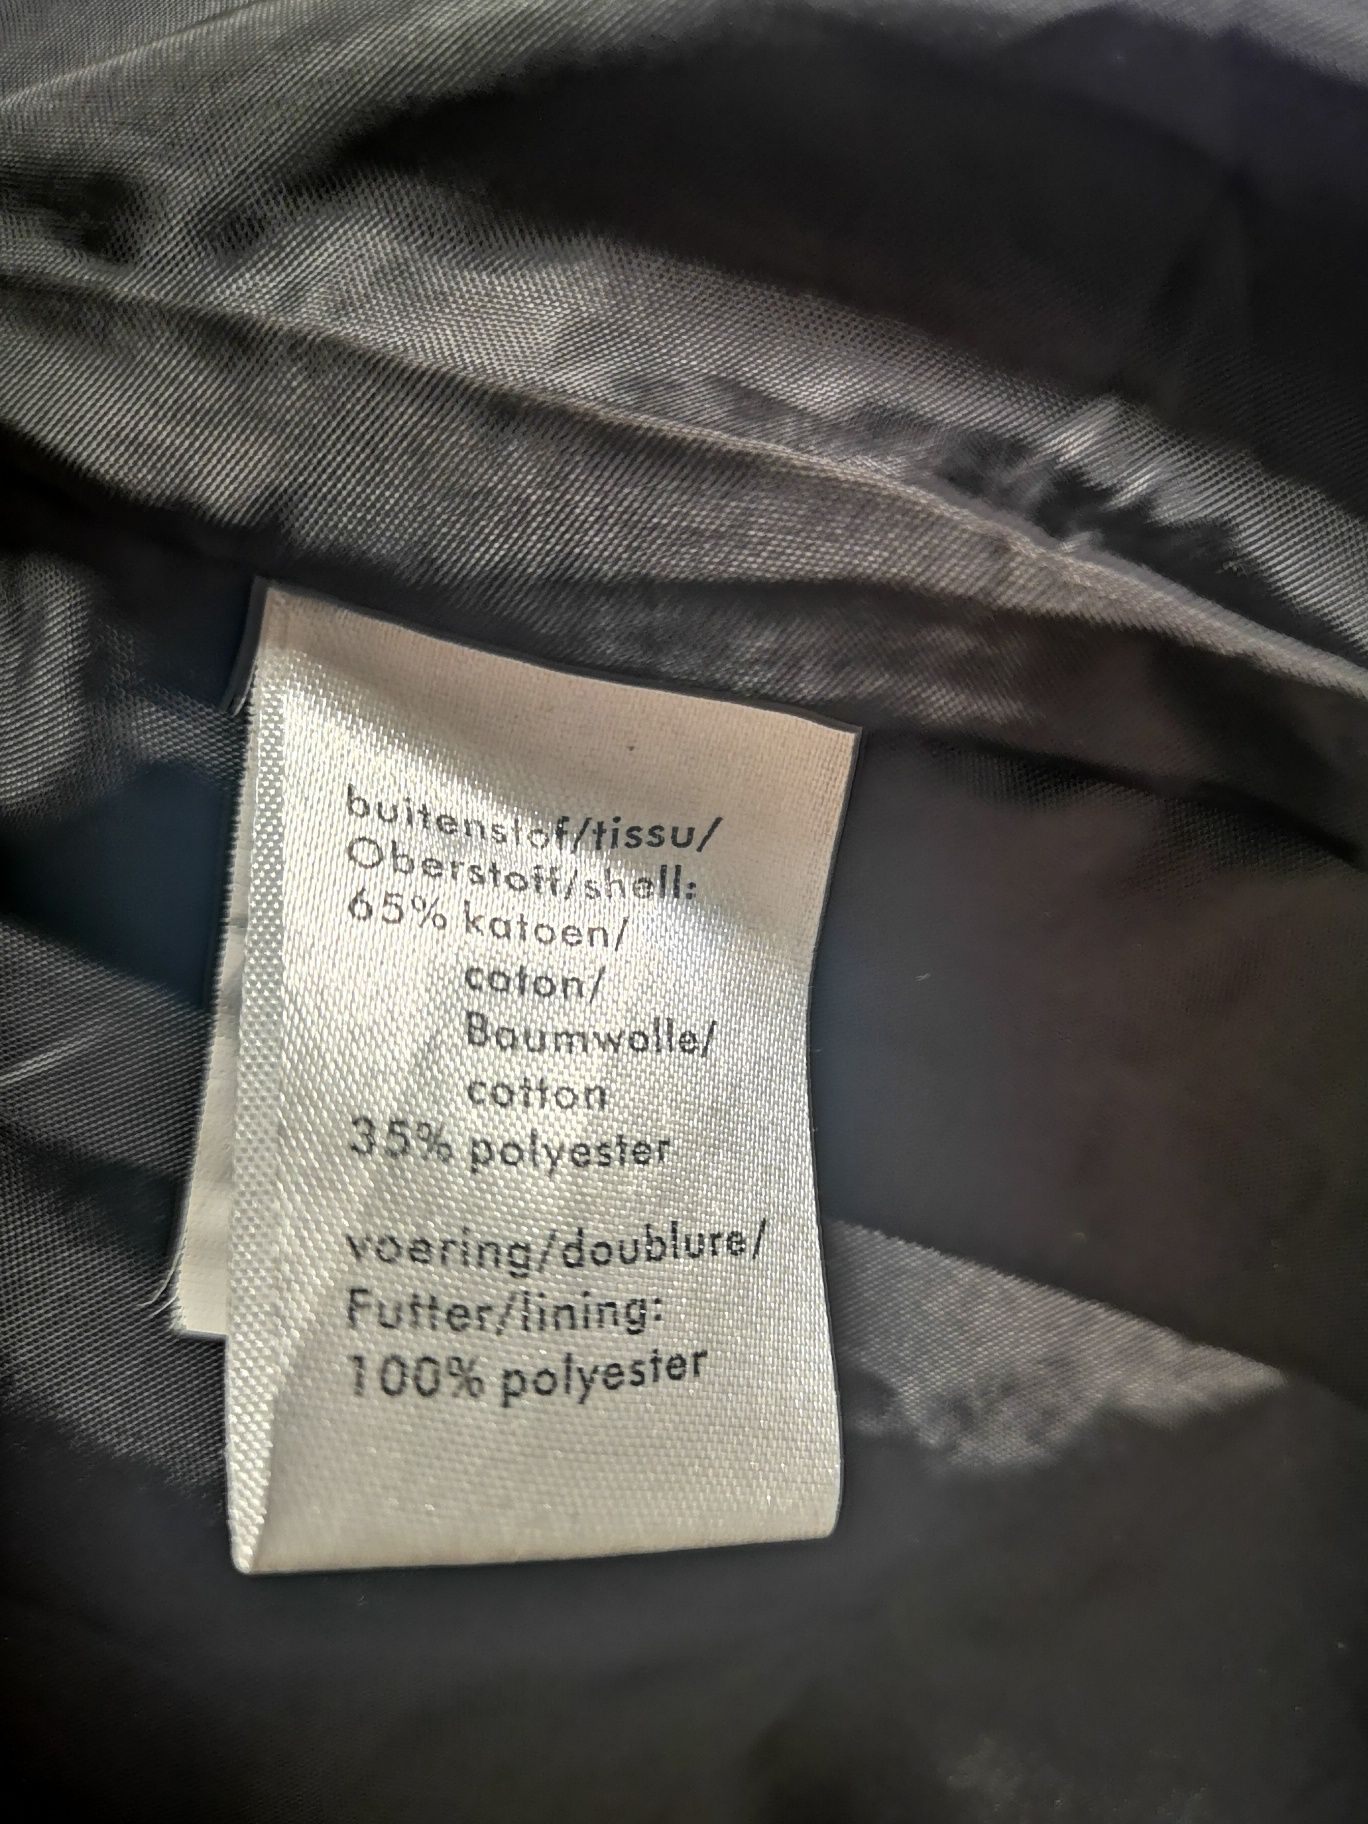 buitenstof/tissu/
Oberstoff/shell:
65% katoen/
coton/
Baumwolle/
cotton
35% polyester
voering/doublure/
Futter/lining:
100% polyester